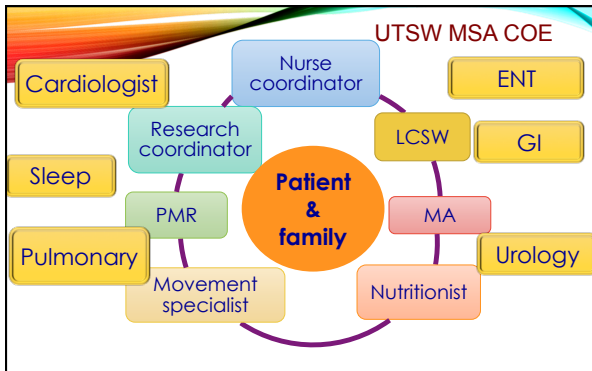 UTSW MSA COE
Cardiologist
Nurse
coordinator
ENT
Research
coordinator
LCSW
GI
Sleep
Patient
&
family
PMR
MA
Pulmonary
Urology
Movement
specialist
Nutritionist